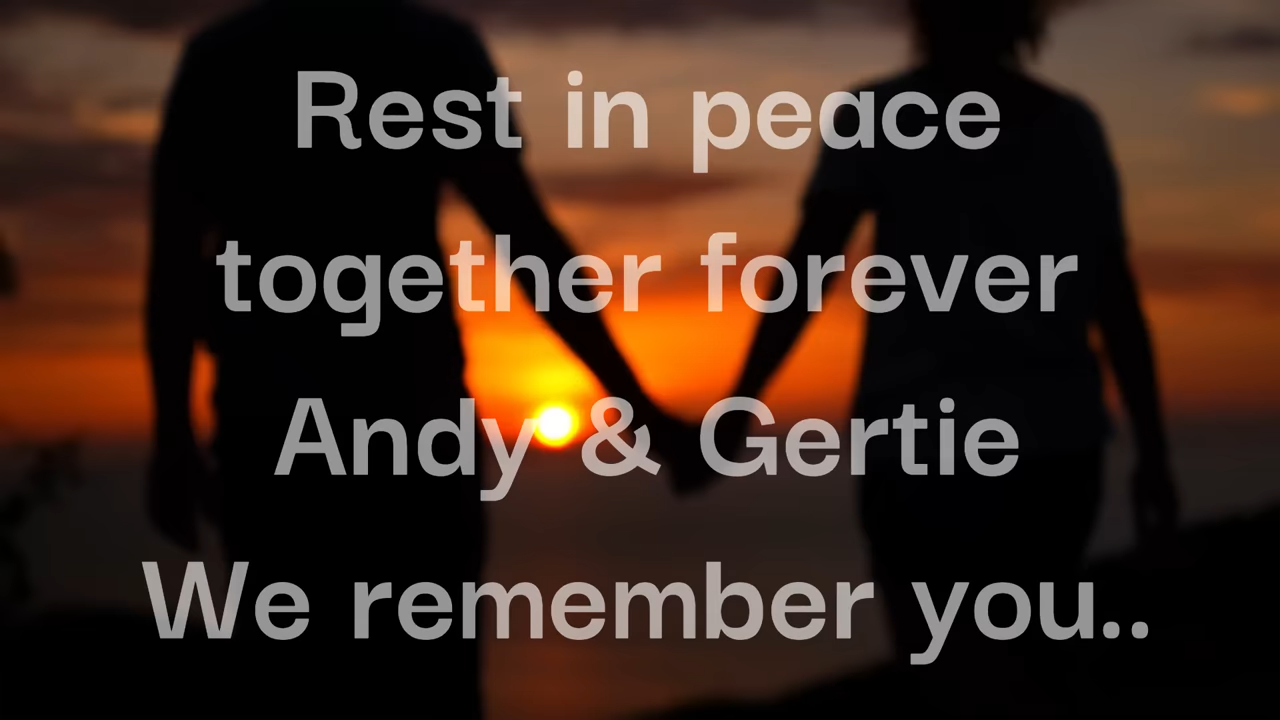 Rest in peace
together forever
Andy & Gertie
We remember you..